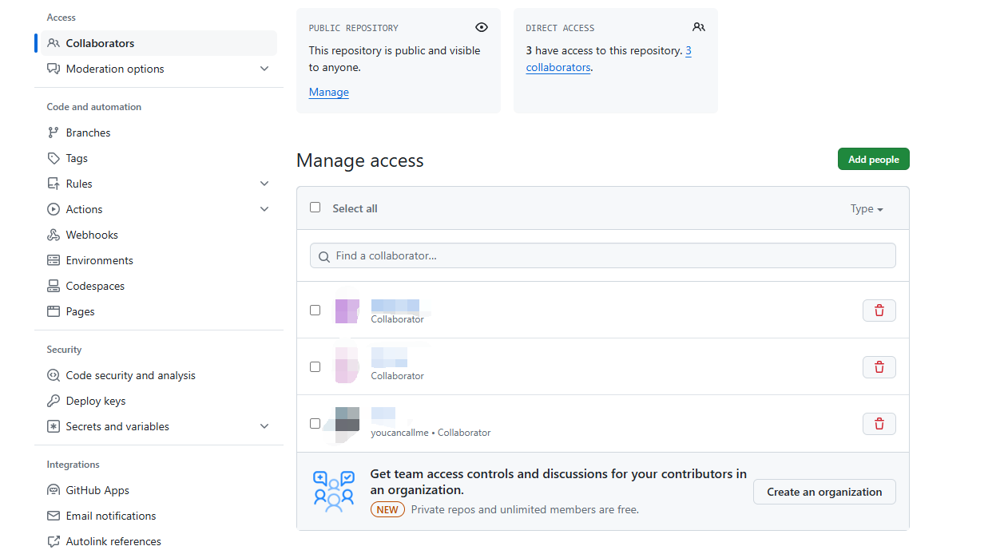 Access
Collaborators
Moderation options
Code and automation
Branches
Tags
Rules
Actions
Webhooks
Environments
Codespaces
Pages
Security
Code security and analysis
Deploy keys
Secrets and variables
Integrations
GitHub Apps
Email notifications
Autolink references
PUBLIC REPOSITORY
This repository is public and visible
to anyone.
Manage
DIRECT ACCESS
3 have access to this repository. 3
collaborators.
Manage access
Add people
Select all
Type
Find a collaborator...
Collaborator
Collaborator
youcancallme • Collaborator
Get team access controls and discussions for your contributors in
an organization.
NEW Private repos and unlimited members are free.
Create an organization